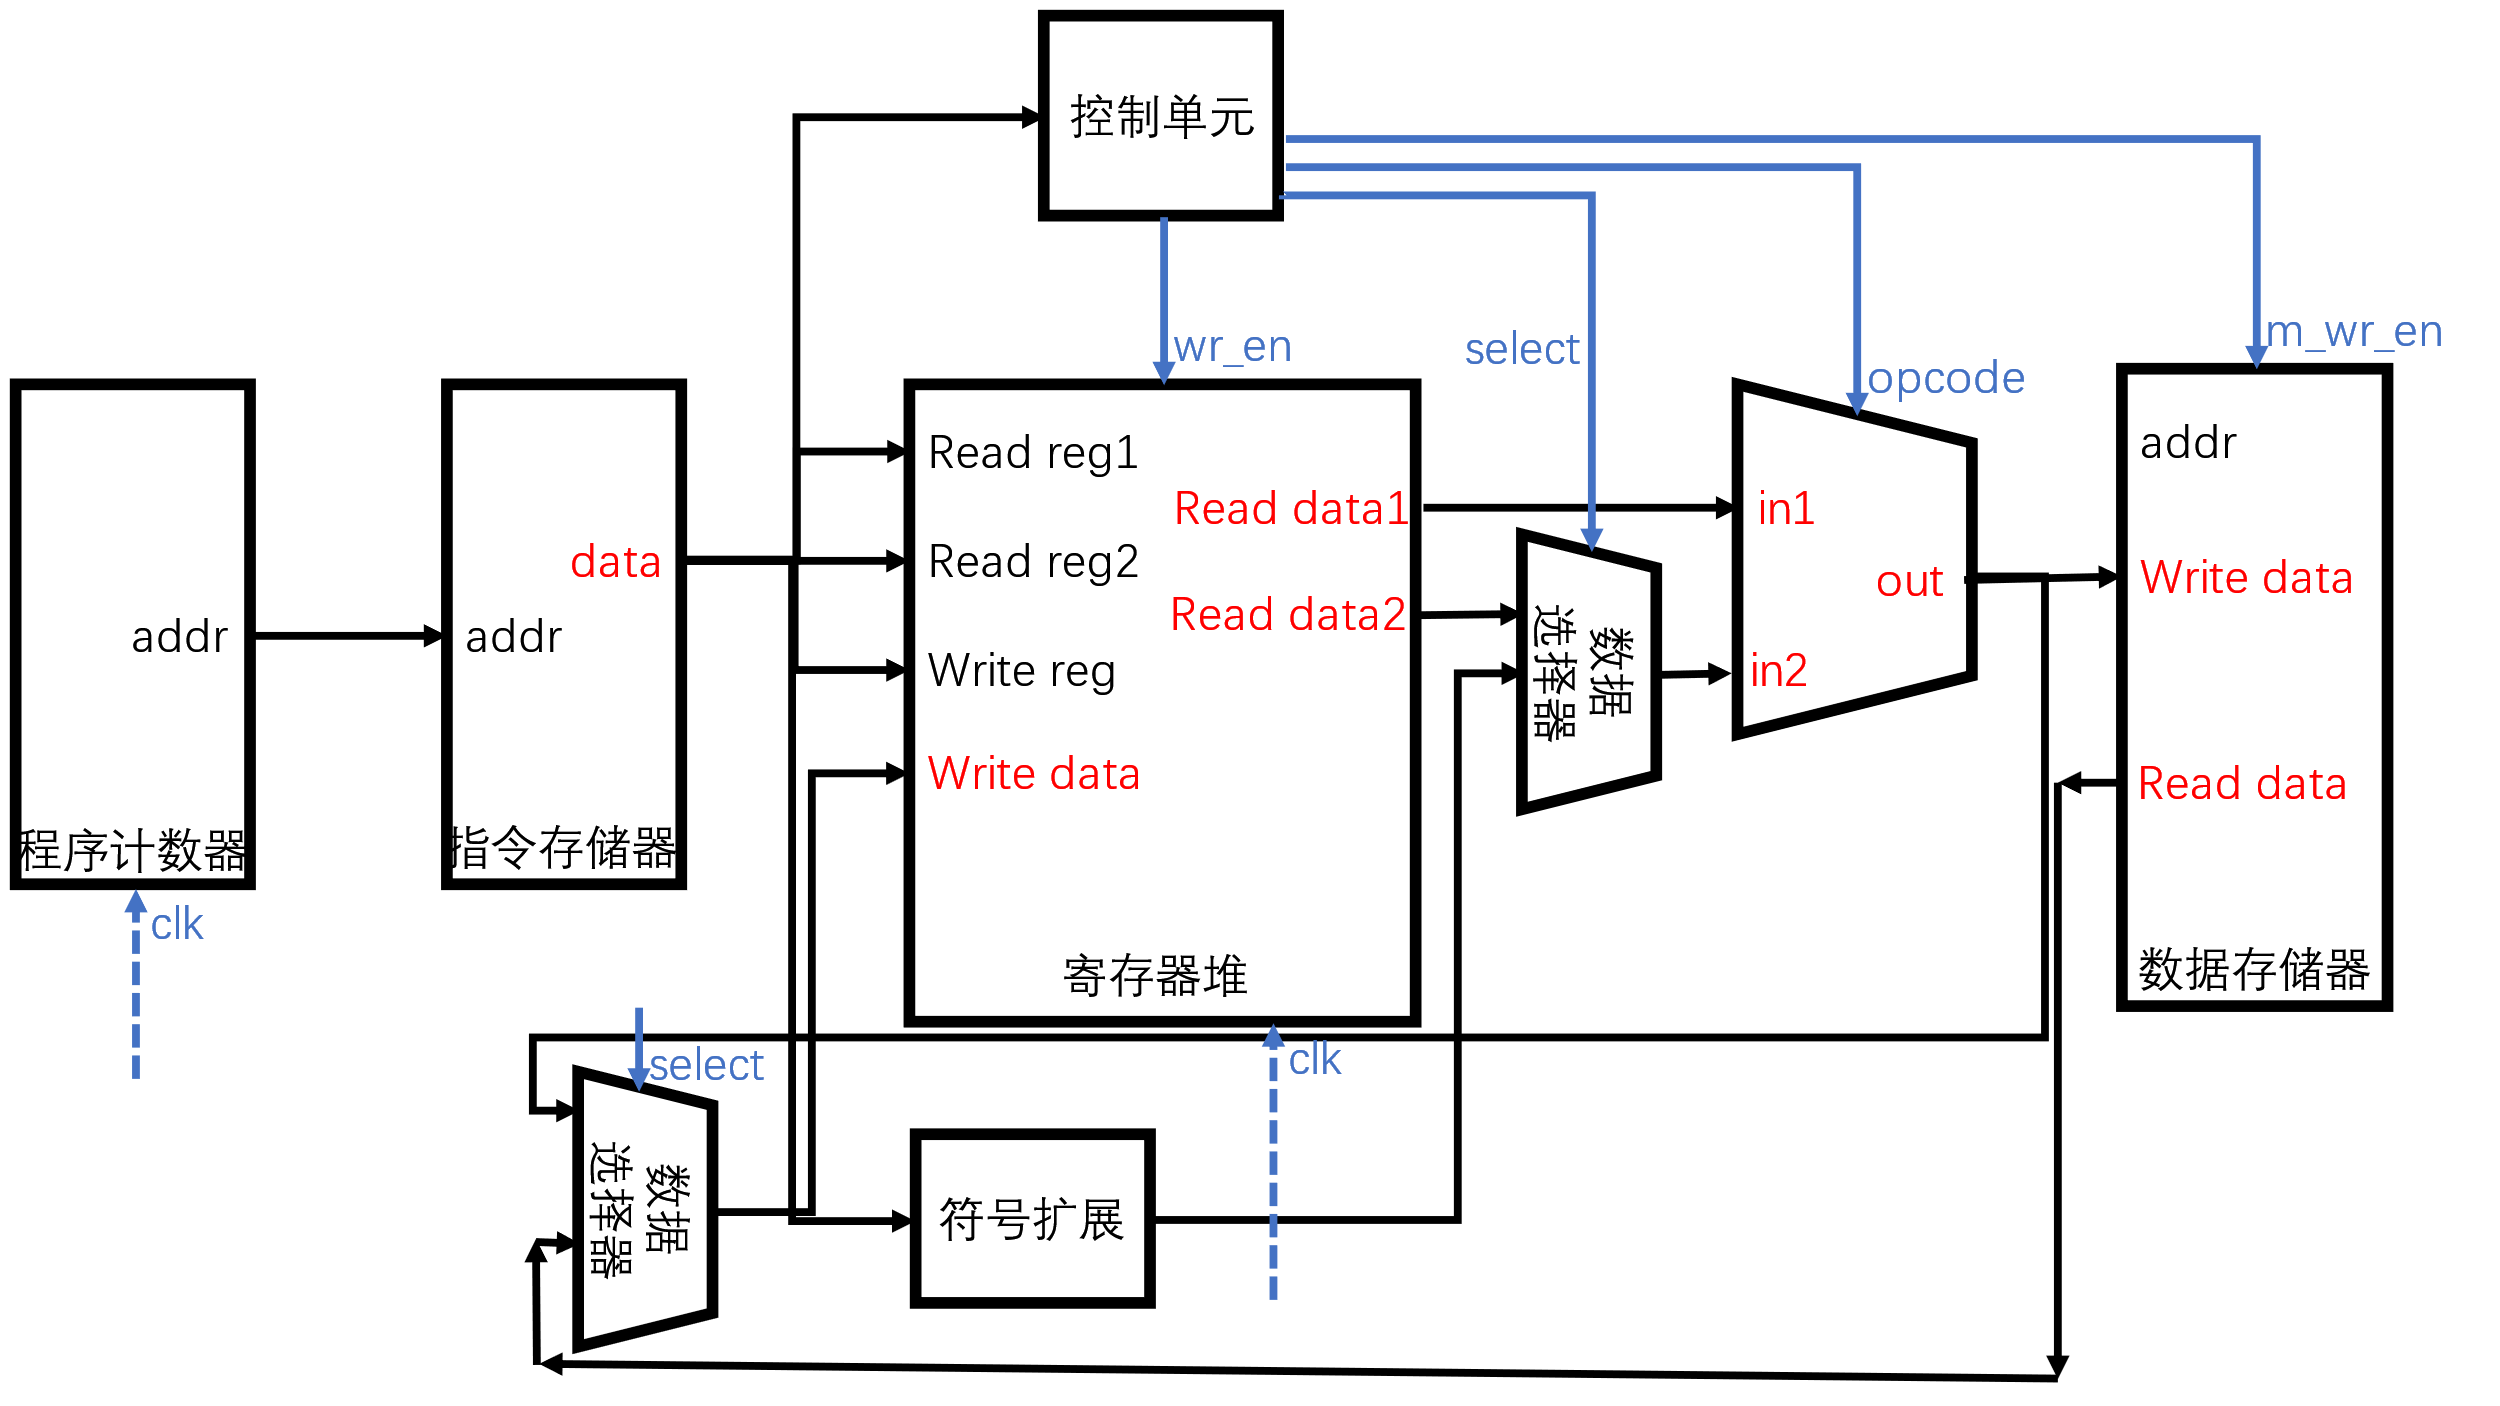 控制单元
wr_en
select
opcode
m_wr_en
addr
程序计数器
clk
data
addr
指令存储器
Read reg1
Read data1
Read reg2
Read data2
Write reg
Write data
寄存器堆
clk
数据
选择器
in1
out
in2
addr
Write data
Read data
数据存储器
select
数据
选择器
符号扩展